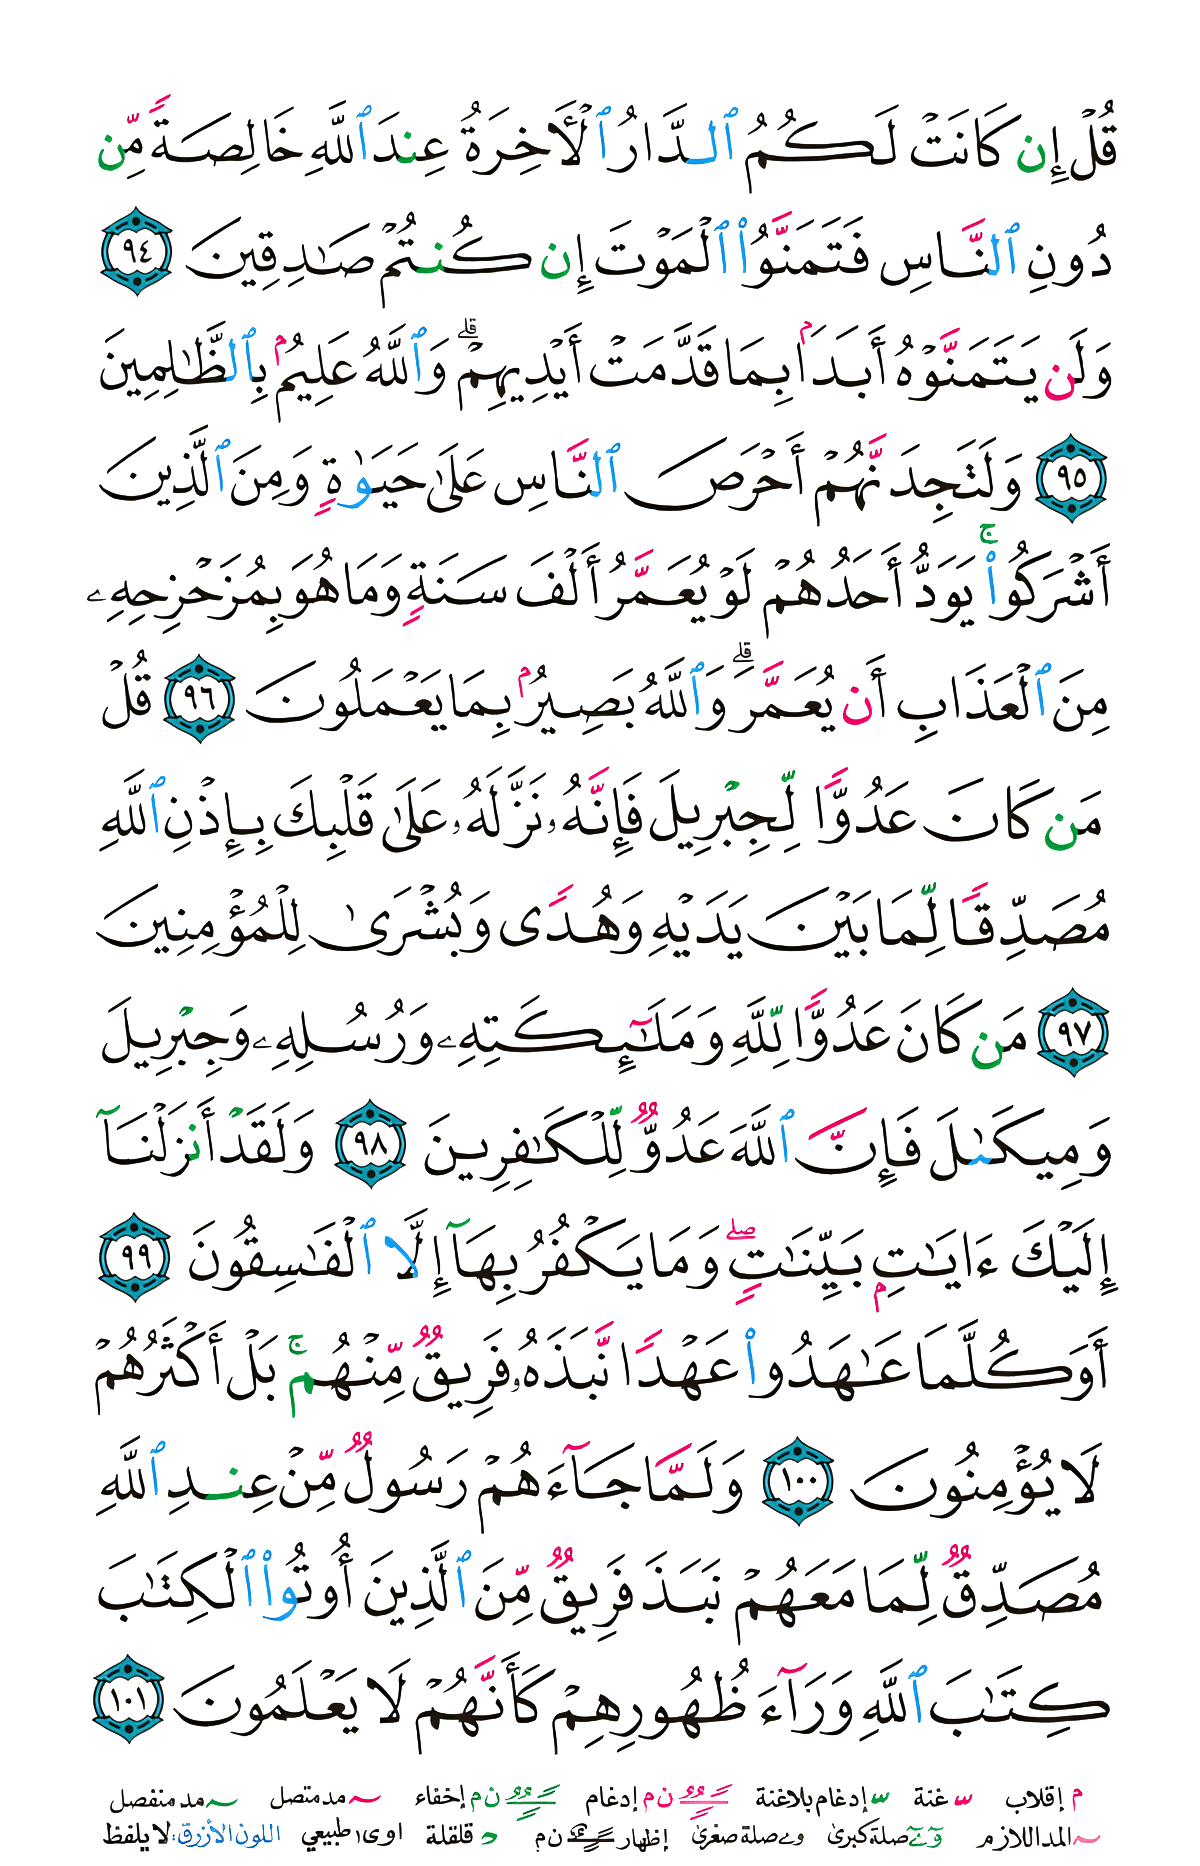 قُلۡ إِن كَانَتۡ لَكُمُ ٱلدَّارُ ٱلۡأٓخِرَةُ عِندَ ٱللَّهِ خَالِصَةٗ مِّن
دُونِ ٱلنَّاسِ فَتَمَنَّوُاْ ٱلۡمَوۡتَ إِن كُنتُمۡ صَٰدِقِينَ ٩٤
وَلَن يَتَمَنَّوۡهُ أَبَدَۢا بِمَا قَدَّمَتۡ أَيۡدِيهِمۡۚ وَٱللَّهُ عَلِيمُۢ بِٱلظَّٰلِمِينَ
٩٥ وَلَتَجِدَنَّهُمۡ أَحۡرَصَ ٱلنَّاسِ عَلَىٰ حَيَوٰةٖ وَمِنَ ٱلَّذِينَ
أَشۡرَكُواْۚ يَوَدُّ أَحَدُهُمۡ لَوۡ يُعَمَّرُ أَلۡفَ سَنَةٖ وَمَا هُوَ بِمُزَحۡزِحِهِۦ
مِنَ ٱلۡعَذَابِ أَن يُعَمَّرَۗ وَٱللَّهُ بَصِيرُۢ بِمَا يَعۡمَلُونَ ٩٦ قُلۡ
مَن كَانَ عَدُوّٗا لِّجِبۡرِيلَ فَإِنَّهُۥ نَزَّلَهُۥ عَلَىٰ قَلۡبِكَ بِإِذۡنِ ٱللَّهِ
مُصَدِّقٗا لِّمَا بَيۡنَ يَدَيۡهِ وَهُدٗى وَبُشۡرَىٰ لِلۡمُؤۡمِنِينَ
٩٧ مَن كَانَ عَدُوّٗا لِّلَّهِ وَمَلَٰٓئِكَتِهِۦ وَرُسُلِهِۦ وَجِبۡرِيلَ
وَمِيكَىٰلَ فَإِنَّ ٱللَّهَ عَدُوّٞ لِّلۡكَٰفِرِينَ ٩٨ وَلَقَدۡ أَنزَلۡنَآ
إِلَيۡكَ ءَايَٰتِۭ بَيِّنَٰتٖۖ وَمَا يَكۡفُرُ بِهَآ إِلَّا ٱلۡفَٰسِقُونَ ٩٩
أَوَكُلَّمَا عَٰهَدُواْ عَهۡدٗا نَّبَذَهُۥ فَرِيقٞ مِّنۡهُمۚ بَلۡ أَكۡثَرُهُمۡ
لَا يُؤۡمِنُونَ ١٠٠ وَلَمَّا جَآءَهُمۡ رَسُولٞ مِّنۡ عِندِ ٱللَّهِ
مُصَدِّقٞ لِّمَا مَعَهُمۡ نَبَذَ فَرِيقٞ مِّنَ ٱلَّذِينَ أُوتُواْ ٱلۡكِتَٰبَ
كِتَٰبَ ٱللَّهِ وَرَآءَ ظُهُورِهِمۡ كَأَنَّهُمۡ لَا يَعۡلَمُونَ ١٠١
م إقلاب ّ غنة ّ إدغام بلاغنة ن م إدغام ن م إخفاء ~ مد متصل ~ مد منفصل
~ المد اللازم وٓ ےٓ صلة كبرى و ے صلة صغرى إظهار ن م قلقلة اوى ا طبيعي اللون الأزرق: لا يلفظ